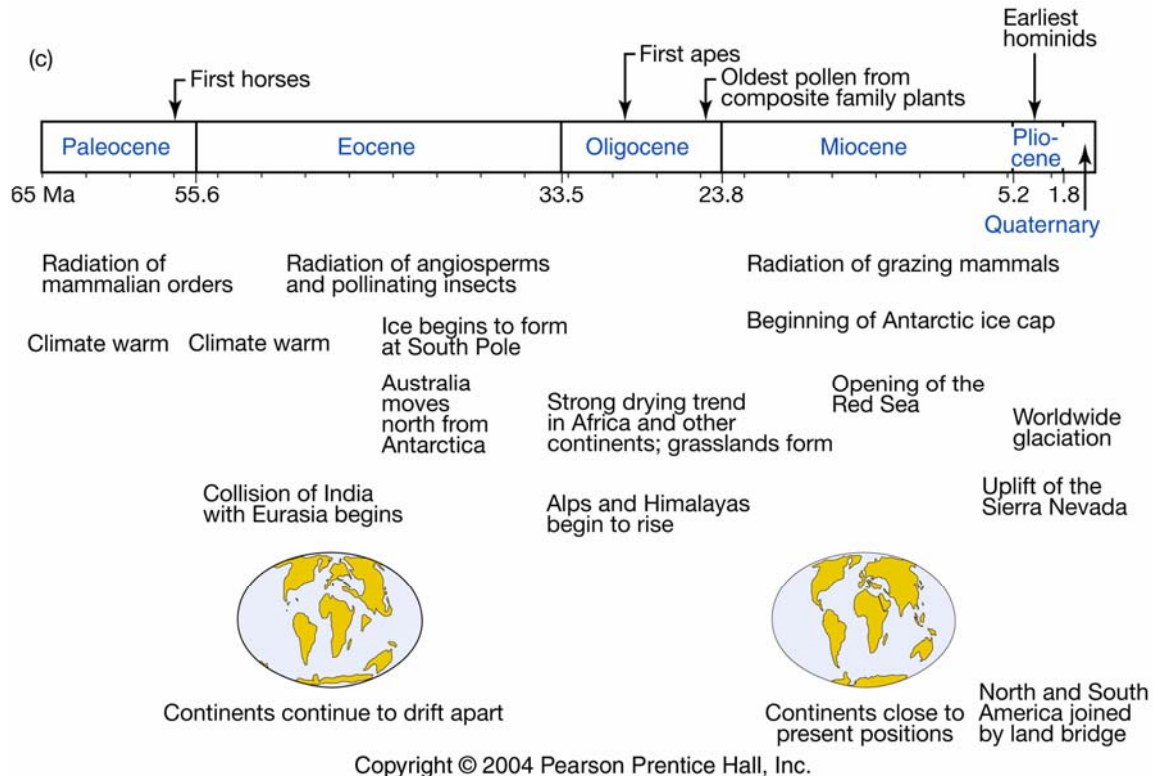 (c)
First horses
First apes
Oldest pollen from
composite family plants
Earliest
hominids
Paleocene
Eocene
Oligocene
Miocene
Plio-
cene
65 Ma
55.6
33.5
23.8
5.2
1.8
Quaternary
Radiation of
mammalian orders
Radiation of angiosperms
and pollinating insects
Radiation of grazing mammals
Climate warm
Climate warm
Ice begins to form
at South Pole
Beginning of Antarctic ice cap
Australia
moves
north from
Antarctica
Strong drying trend
in Africa and other
continents; grasslands form
Opening of the
Red Sea
Worldwide
glaciation
Collision of India
with Eurasia begins
Alps and Himalayas
begin to rise
Uplift of the
Sierra Nevada
Continents continue to drift apart
Continents close to
present positions
North and South
America joined
by land bridge
Copyright © 2004 Pearson Prentice Hall, Inc.